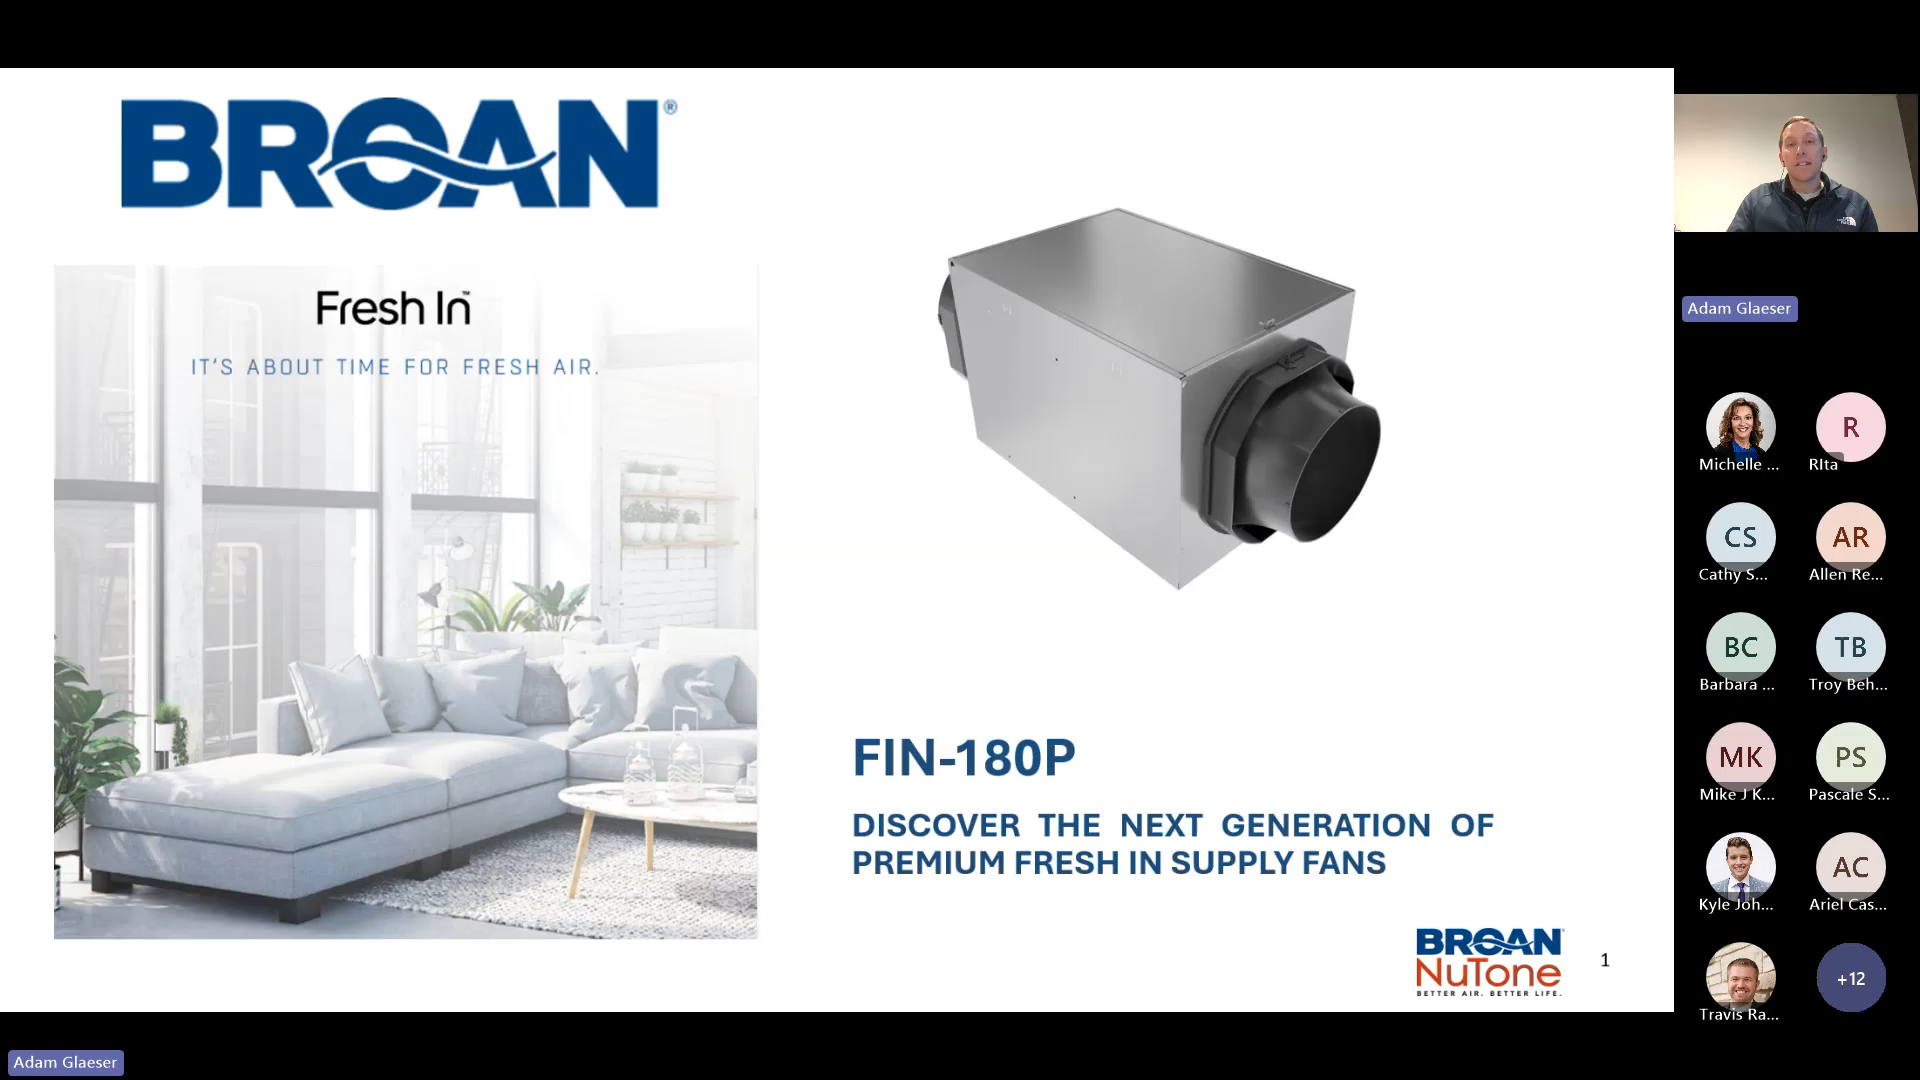 BROAN®
Fresh In™
IT'S ABOUT TIME FOR FRESH AIR.
FIN-180P
DISCOVER THE NEXT GENERATION OF
PREMIUM FRESH IN SUPPLY FANS
BROAN
NuTone®
BETTER AIR. BETTER LIFE.
1
Adam Glaeser
Michelle ...
R
RIta
CS
Cathy S...
AR
Allen Re...
BC
Barbara ...
TB
Troy Beh...
MK
Mike J K...
PS
Pascale S...
Kyle Joh...
AC
Ariel Cas...
Travis Ra...
+12
Adam Glaeser